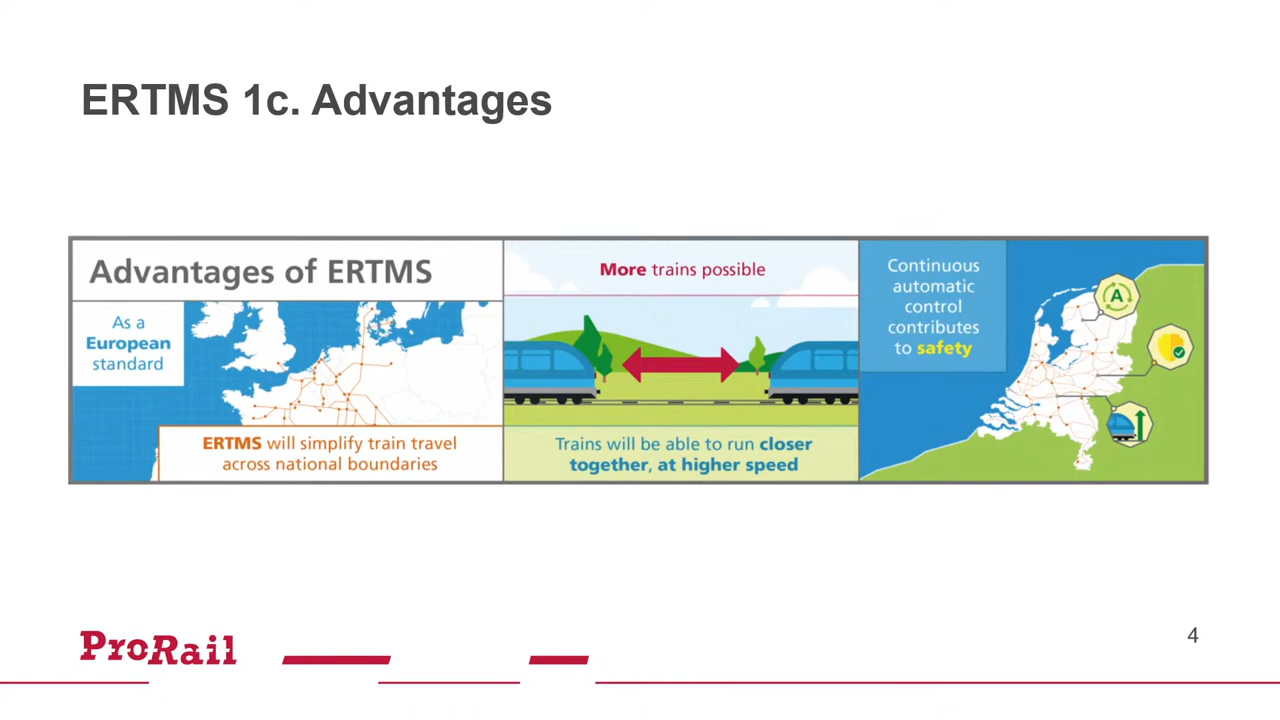 ERTMS 1c. Advantages
Advantages of ERTMS
As a
European
standard
ERTMS will simplify train travel
across national boundaries
More trains possible
Trains will be able to run closer
together, at higher speed
Continuous
automatic
control
contributes
to safety
A
ProRail
4